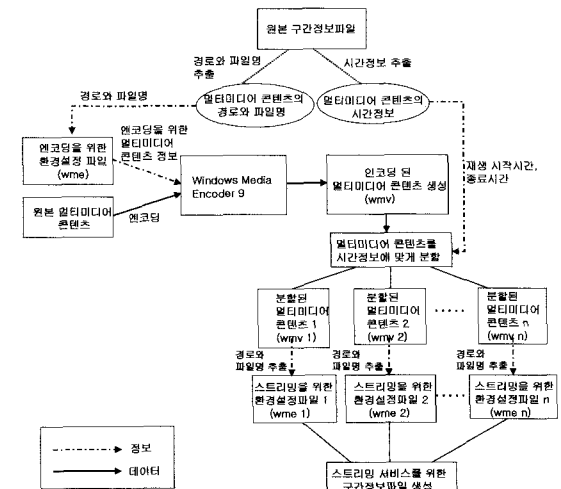 원본 구간정보파일
경로와 파일명
추출
시간정보 추출
경로와 파일명
멀티미디어 콘텐츠의
경로와 파일명
멀티미디어 콘텐츠의
시간정보
엔코딩을 위한
환경설정 파일
(wme)
엔코딩을 위한
멀티미디어
콘텐츠 정보
Windows Media
Encoder 9
인코딩 된
멀티미디어 콘텐츠 생성
(wmv)
재생 시작시간,
종료시간
원본 멀티미디어
콘텐츠
엔코딩
멀티미디어 콘텐츠를
시간정보에 맞게 분할
분할된
멀티미디어
콘텐츠 1
(wmv 1)
분할된
멀티미디어
콘텐츠 2
(wmv 2)
분할된
멀티미디어
콘텐츠 n
(wmv n)
경로와
파일명 추출
경로와
파일명 추출
경로와
파일명 추출
스트리밍을 위한
환경설정파일 1
(wme 1)
스트리밍을 위한
환경설정파일 2
(wme 2)
스트리밍을 위한
환경설정파일 n
(wme n)
정보
데이터
스트리밍 서비스를 위한
구간정보파일 생성